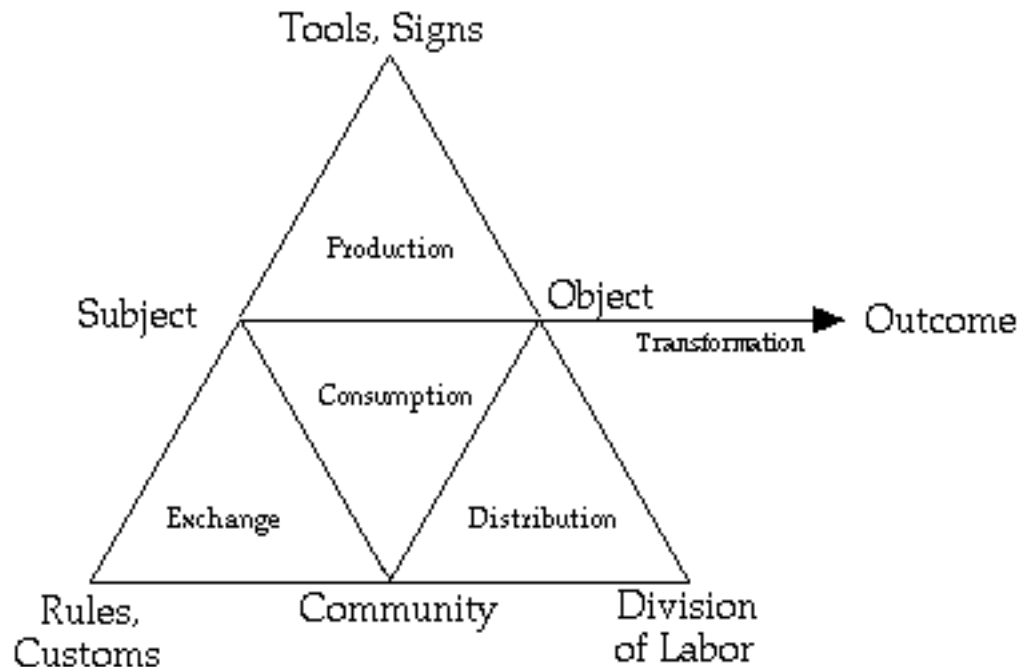 Tools, Signs
Production
Subject
Object
Outcome
Transformation
Consumption
Exchange
Distribution
Rules,
Customs
Community
Division
of Labor